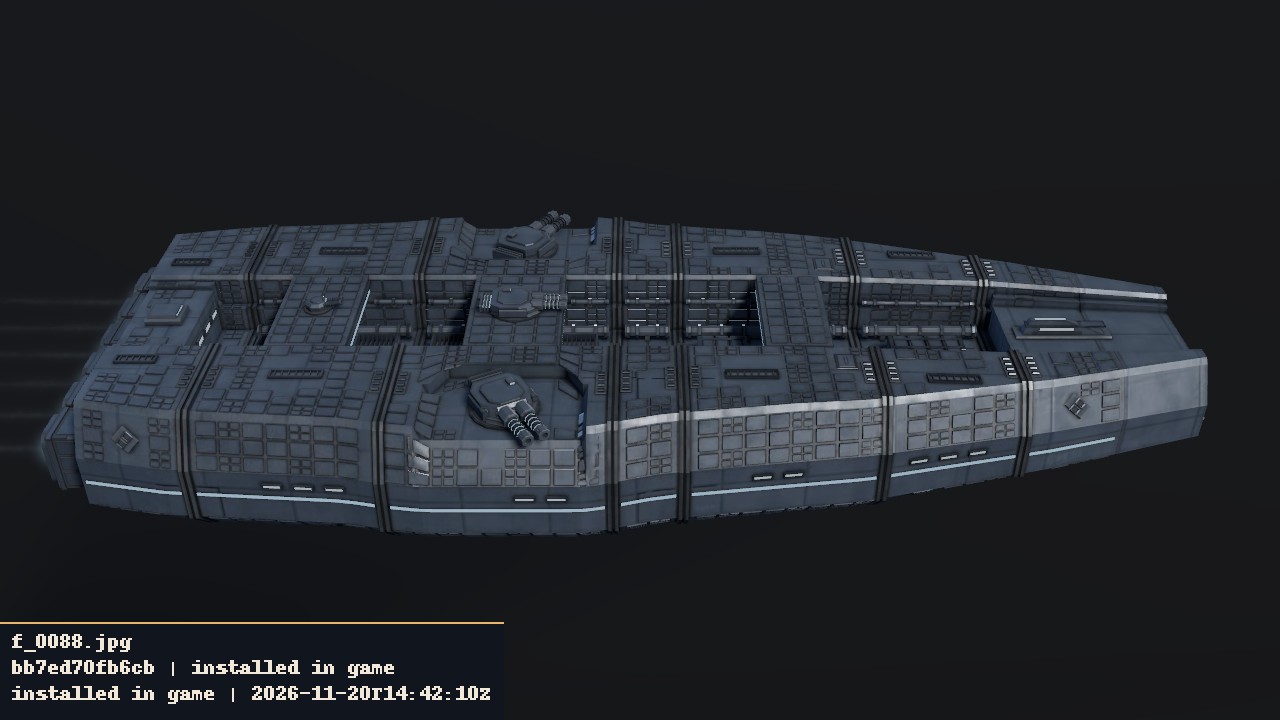 f_0088.jpg
bb7ed70fb6cb | installed in game
installed in game | 2026-11-20T14:42:10Z